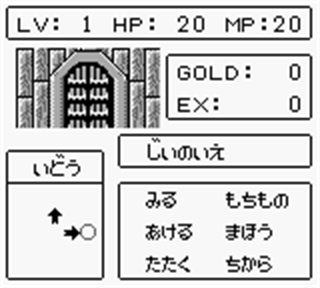 LV: 1 HP: 20 MP:20
GOLD: 0
EX: 0
じいのいえ
いどう
みる もちもの
あける まほう
たたく ちから